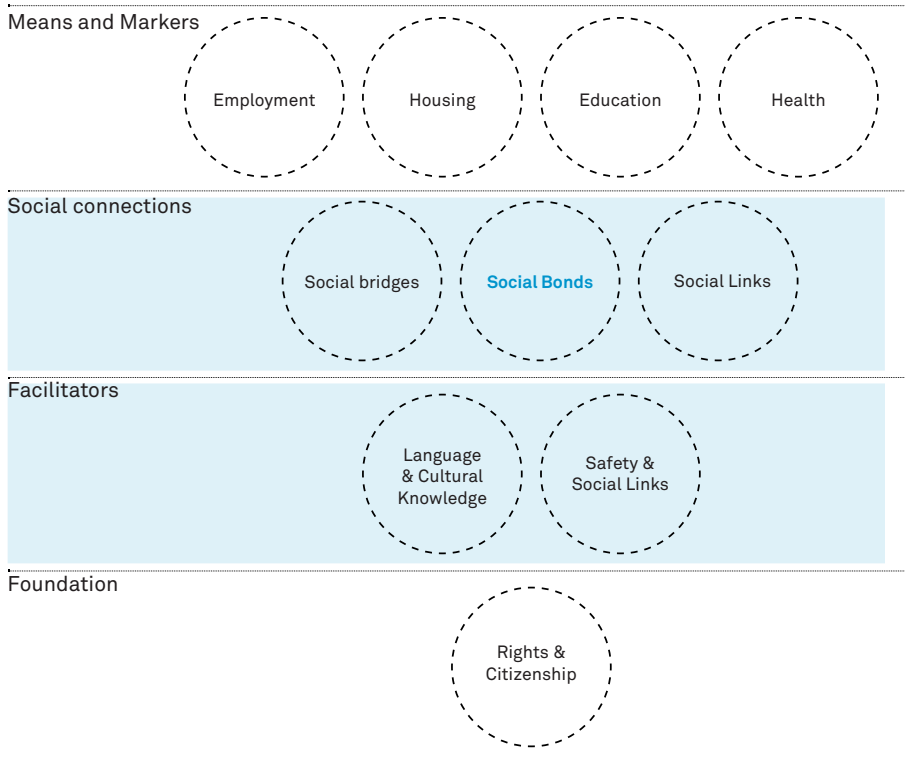 Means and Markers
Employment
Housing
Education
Health
Social connections
Social bridges
Social Bonds
Social Links
Facilitators
Language
& Cultural
Knowledge
Safety &
Social Links
Foundation
Rights &
Citizenship